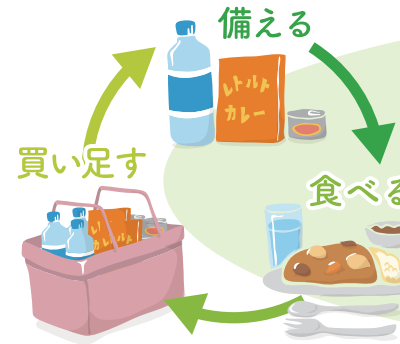 備える
レトルト
カレー
買い足す
レトルト
カレー
食べる